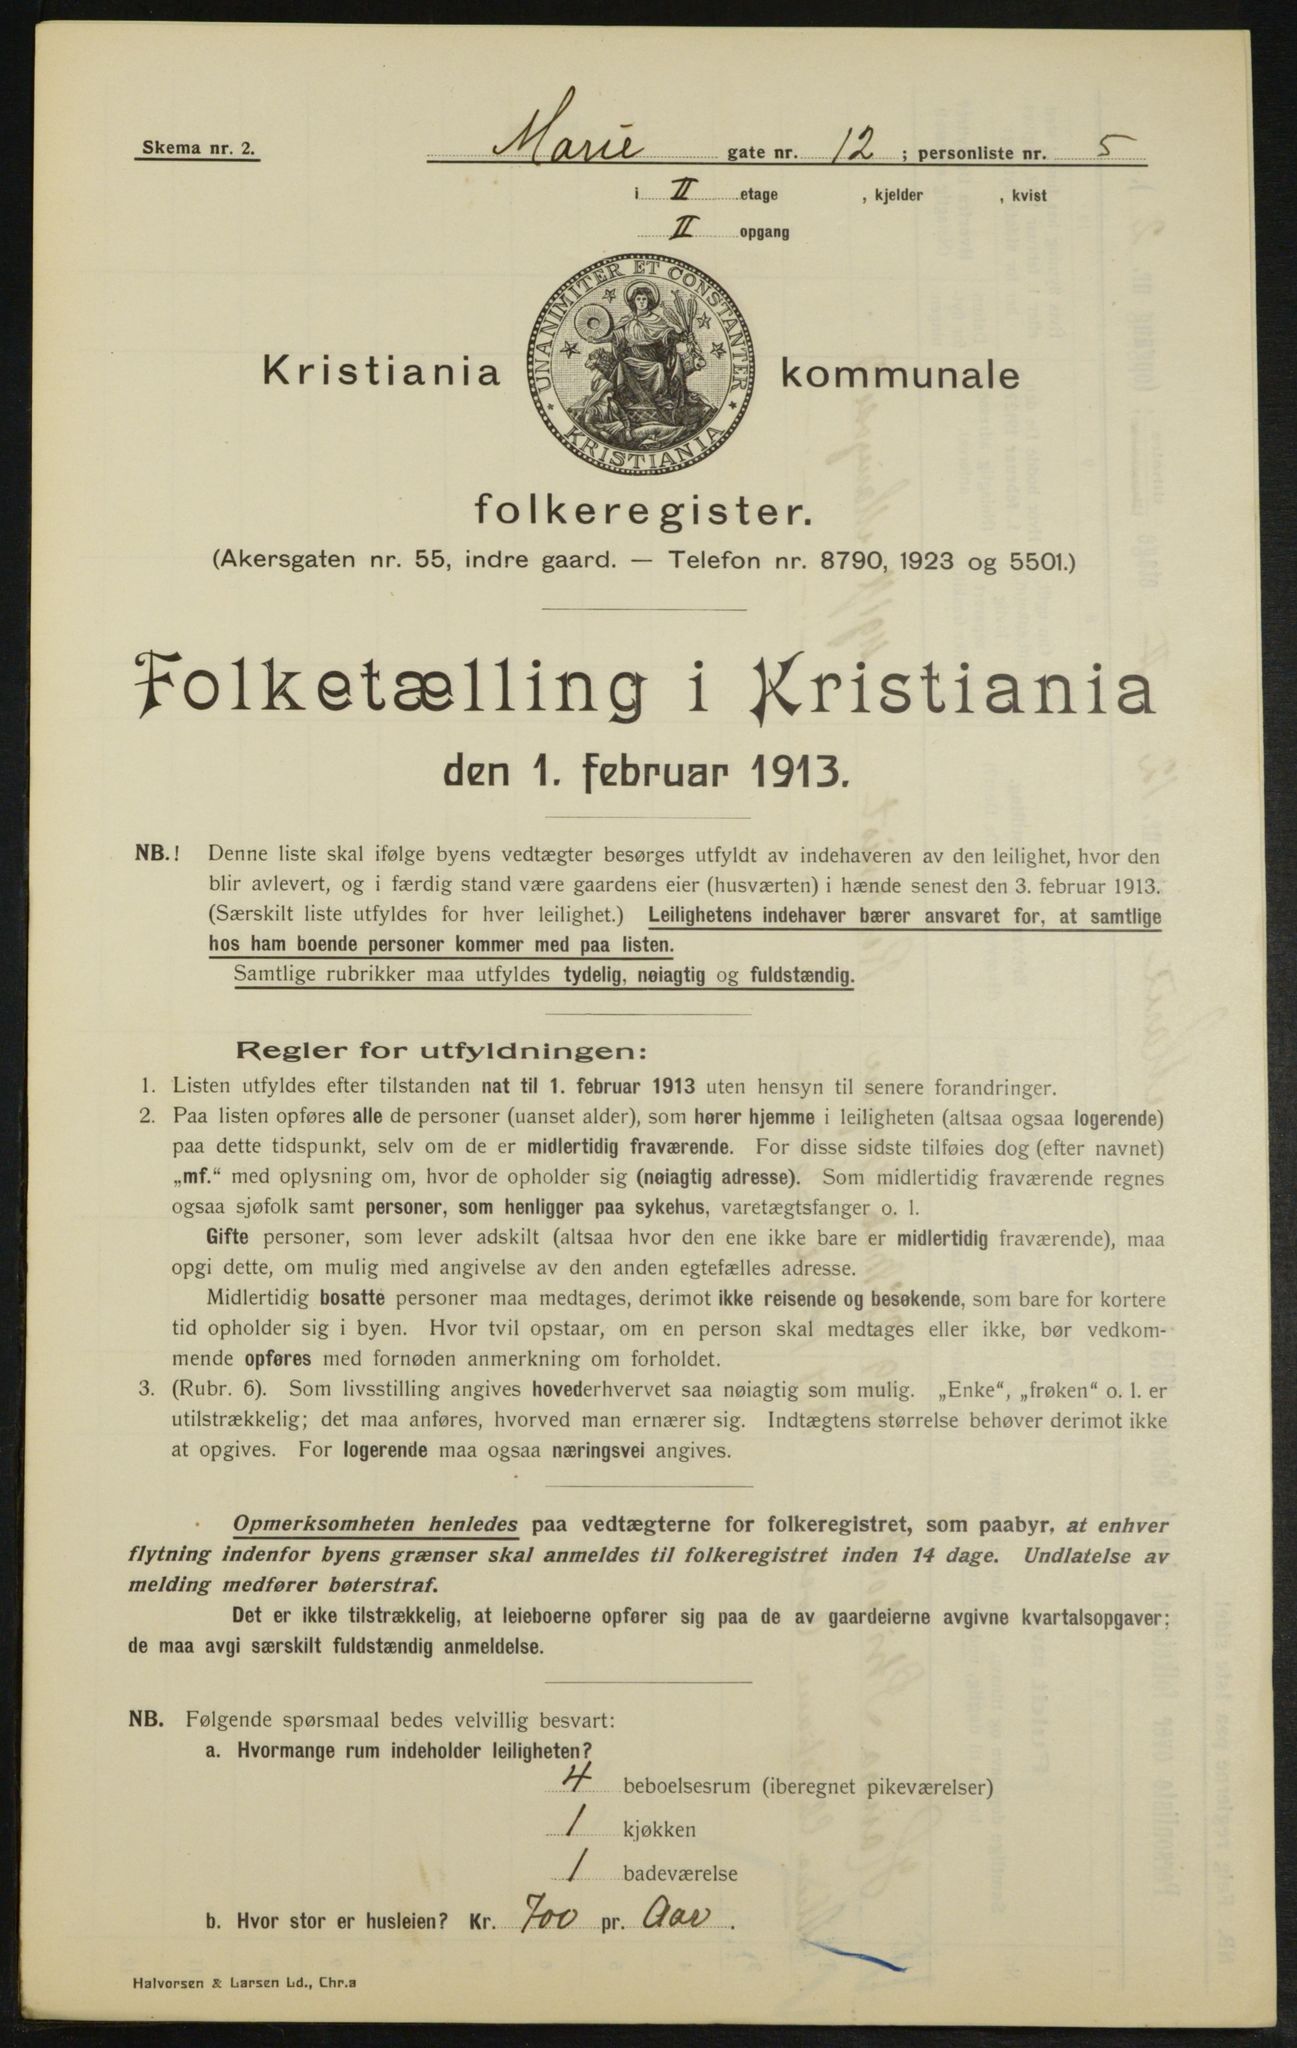 Skema nr. 2.
Marie gate nr. 12 ; personliste nr. 5
i II etage , kjelder , kvist
II opgang
UNANIMITER ET CONSTANTER
KRISTIANIA
Kristiania kommunale
folkeregister.
(Akersgaten nr. 55, indre gaard. — Telefon nr. 8790, 1923 og 5501.)
Folketælling i Kristiania
den 1. februar 1913.
NB.! Denne liste skal ifølge byens vedtægter besørges utfyldt av indehaveren av den leilighet, hvor den
blir avlevert, og i færdig stand være gaardens eier (husværten) i hænde senest den 3. februar 1913.
(Særskilt liste utfyldes for hver leilighet.) Leilighetens indehaver bærer ansvaret for, at samtlige
hos ham boende personer kommer med paa listen.
Samtlige rubrikker maa utfyldes tydelig, nøiagtig og fuldstændig.
Regler for utfyldningen:
1. Listen utfyldes efter tilstanden nat til 1. februar 1913 uten hensyn til senere forandringer.
2. Paa listen opføres alle de personer (uanset alder), som hører hjemme i leiligheten (altsaa ogsaa logerende)
paa dette tidspunkt, selv om de er midlertidig fraværende. For disse sidste tilføies dog (efter navnet)
„mf.“ med oplysning om, hvor de opholder sig (nøiagtig adresse). Som midlertidig fraværende regnes
ogsaa sjøfolk samt personer, som henligger paa sykehus, varetægtsfanger o. l.
Gifte personer, som lever adskilt (altsaa hvor den ene ikke bare er midlertidig fraværende), maa
opgi dette, om mulig med angivelse av den anden egtefælles adresse.
Midlertidig bosatte personer maa medtages, derimot ikke reisende og besøkende, som bare for kortere
tid opholder sig i byen. Hvor tvil opstaar, om en person skal medtages eller ikke, bør vedkom-
mende opføres med fornøden anmerkning om forholdet.
3. (Rubr. 6). Som livsstilling angives hovederhvervet saa nøiagtig som mulig. „Enke“, „frøken“ o. l. er
utilstrækkelig; det maa anføres, hvorved man ernærer sig. Indtægtens størrelse behøver derimot ikke
at opgives. For logerende maa ogsaa næringsvei angives.
Opmerksomheten henledes paa vedtægterne for folkeregistret, som paabyr, at enhver
flytning indenfor byens grænser skal anmeldes til folkeregistret inden 14 dage. Undlatelse av
melding medfører bøterstraf.
Det er ikke tilstrækkelig, at leieboerne opfører sig paa de av gaardeierne avgivne kvartalsopgaver;
de maa avgi særskilt fuldstændig anmeldelse.
NB. Følgende spørsmaal bedes velvillig besvart:
a. Hvormange rum indeholder leiligheten?
4 beboelsesrum (iberegnet pikeværelser)
1 kjøkken
1 badeværelse
b. Hvor stor er husleien? Kr. 700 pr. Aar.
Halvorsen & Larsen Ld., Chr.a